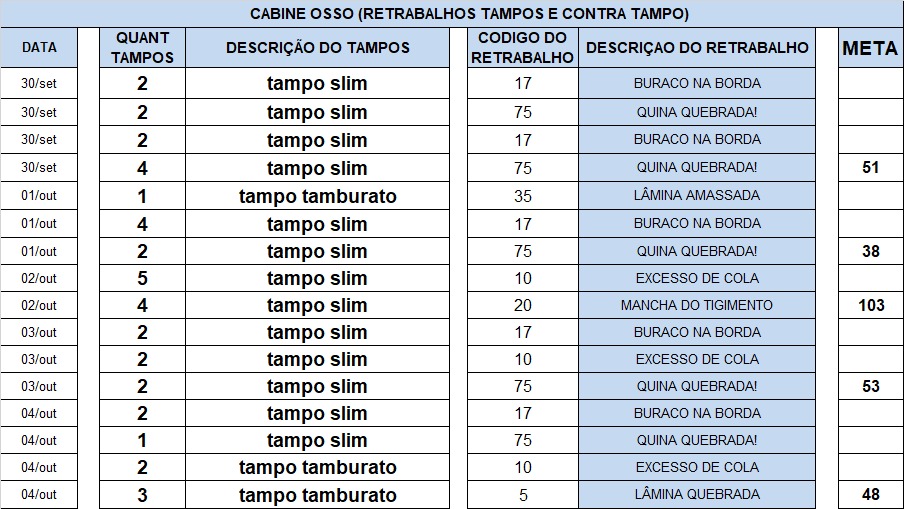 CABINE OSSO (RETRABALHOS TAMPOS E CONTRA TAMPO)
DATA QUANT TAMPOS DESCRIÇÃO DO TAMPOS CODIGO DO RETRABALHO DESCRIÇAO DO RETRABALHO META
30/set 2 tampo slim 17 BURACO NA BORDA
30/set 2 tampo slim 75 QUINA QUEBRADA!
30/set 2 tampo slim 17 BURACO NA BORDA
30/set 4 tampo slim 75 QUINA QUEBRADA! 51
01/out 1 tampo tamburato 35 LÂMINA AMASSADA
01/out 4 tampo slim 17 BURACO NA BORDA
01/out 2 tampo slim 75 QUINA QUEBRADA! 38
02/out 5 tampo slim 10 EXCESSO DE COLA
02/out 4 tampo slim 20 MANCHA DO TIGIMENTO 103
03/out 2 tampo slim 17 BURACO NA BORDA
03/out 2 tampo slim 10 EXCESSO DE COLA
03/out 2 tampo slim 75 QUINA QUEBRADA! 53
04/out 2 tampo slim 17 BURACO NA BORDA
04/out 1 tampo slim 75 QUINA QUEBRADA!
04/out 2 tampo tamburato 10 EXCESSO DE COLA
04/out 3 tampo tamburato 5 LÂMINA QUEBRADA 48